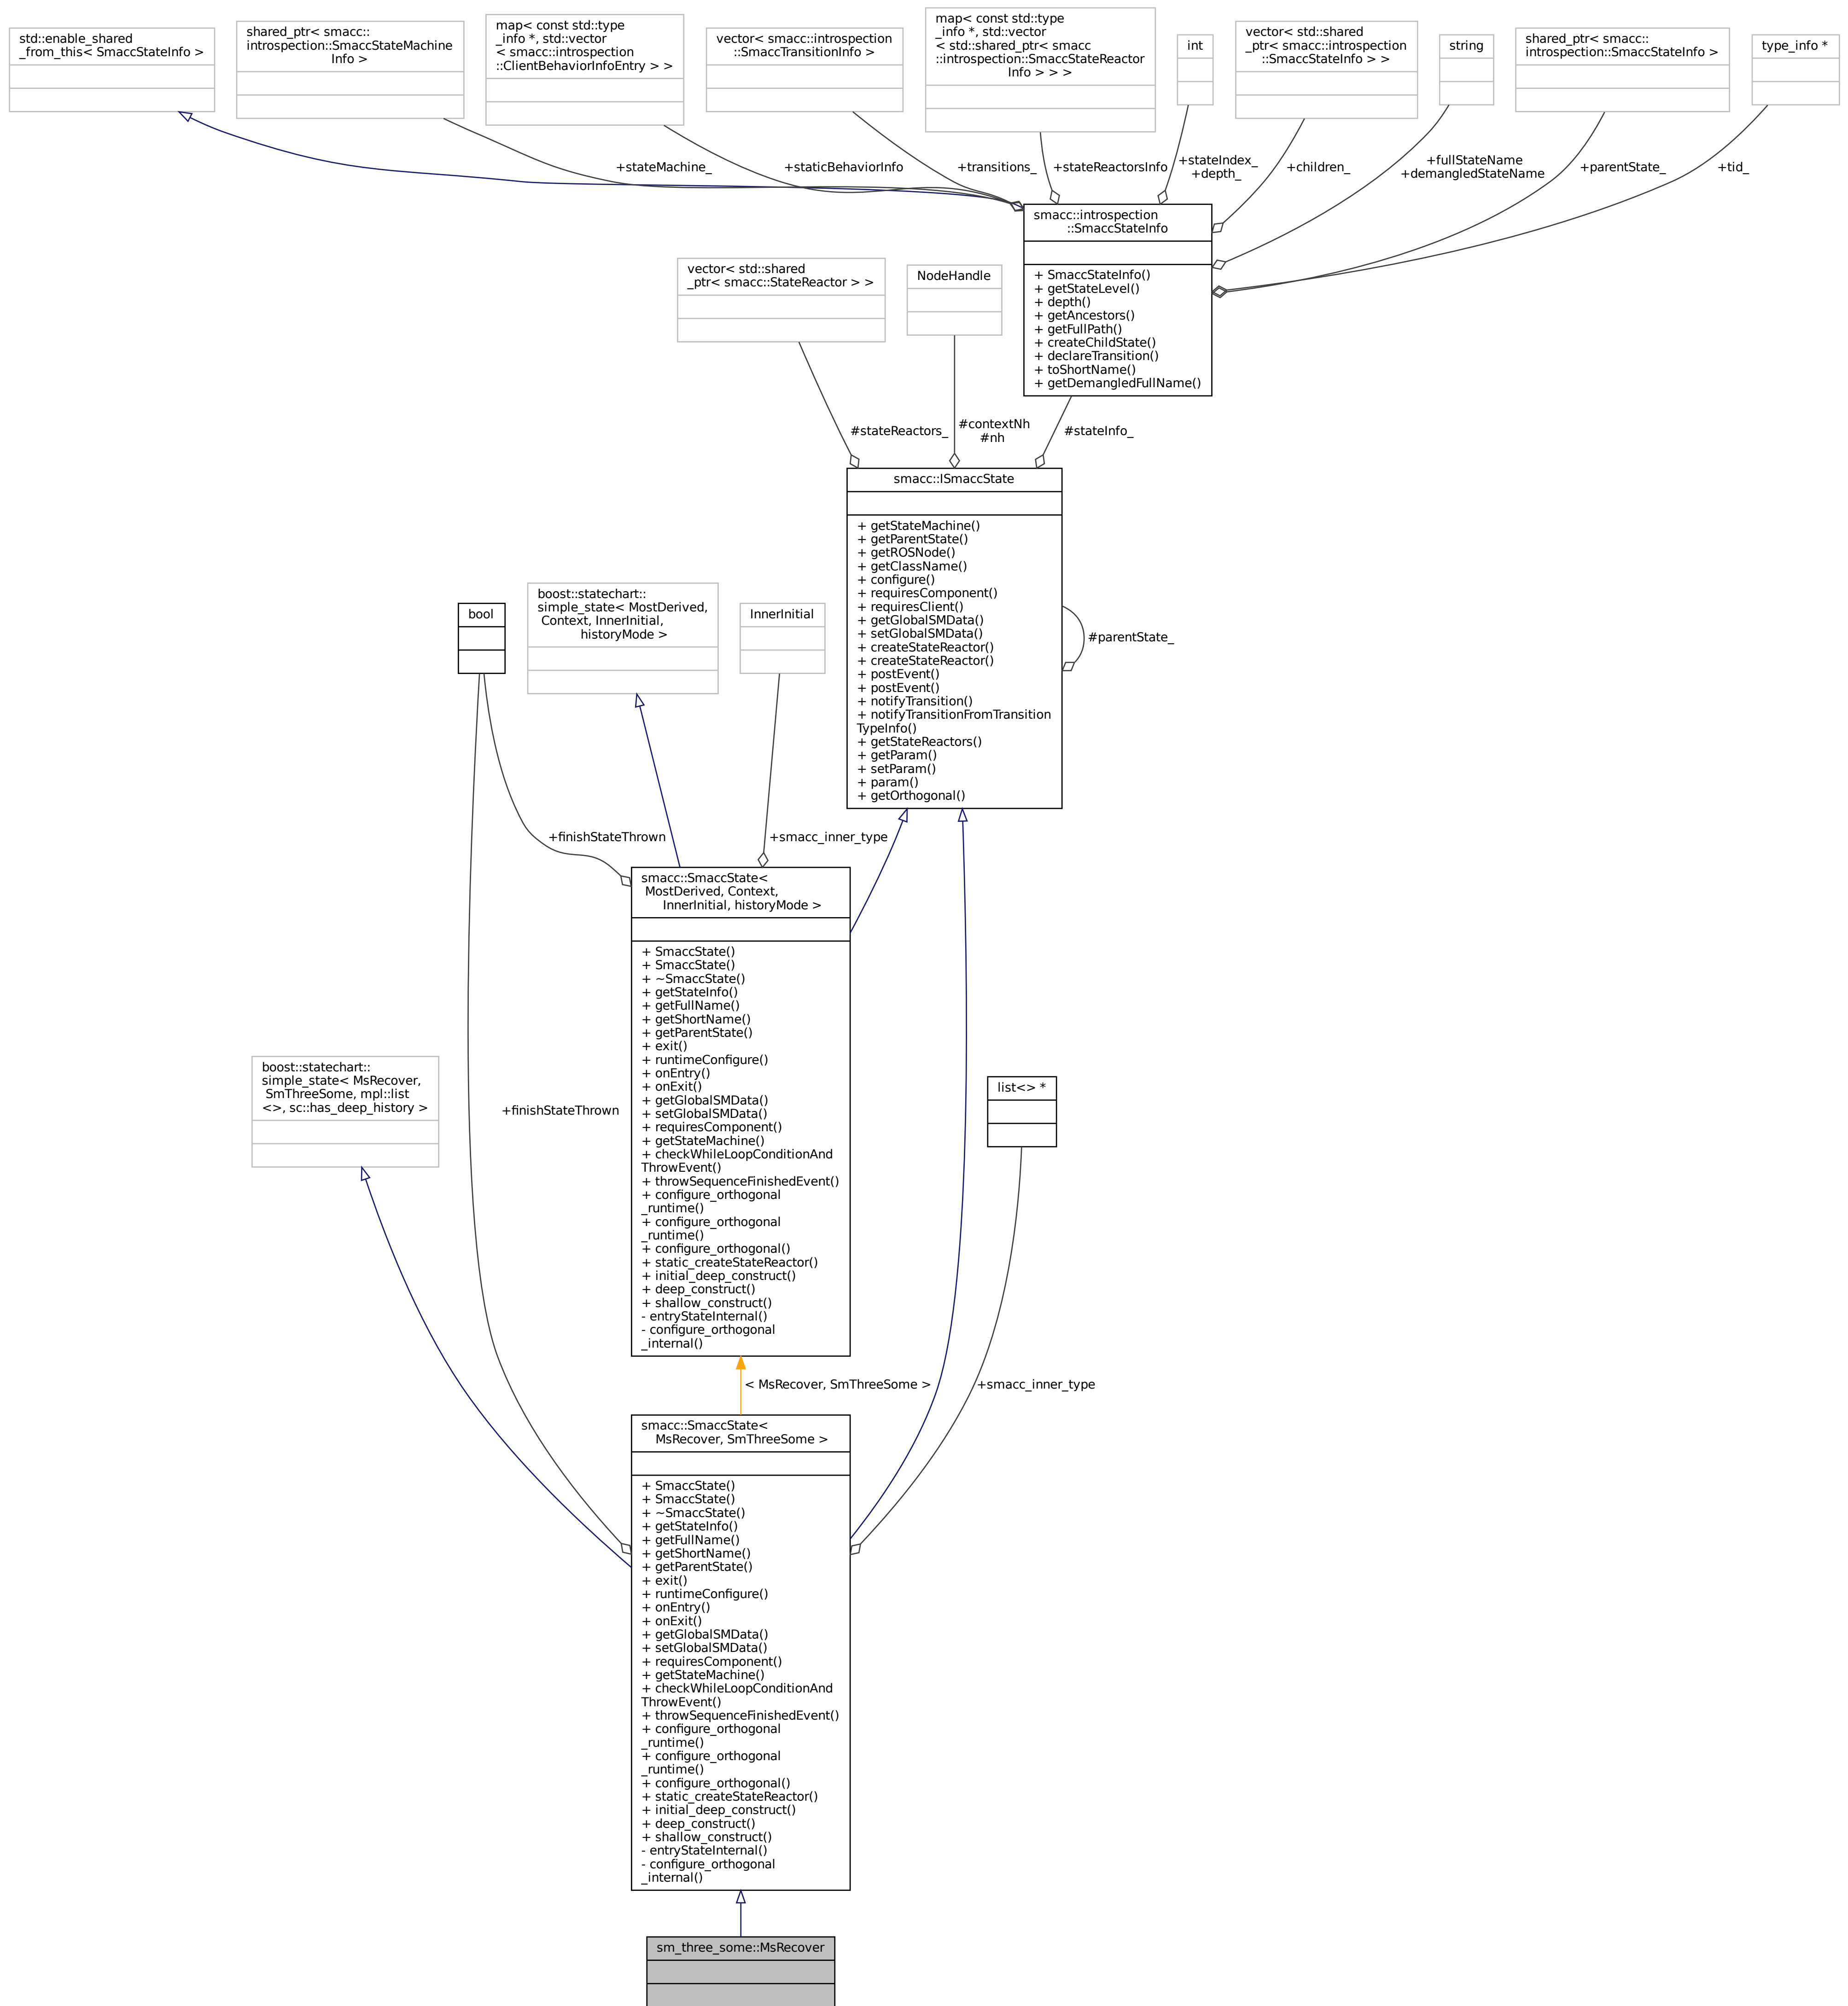 std::enable_shared
_from_this< SmaccStateInfo >
shared_ptr< smacc::
introspection::SmaccStateMachine
Info >
map< const std::type
_info *, std::vector
< smacc::introspection
::ClientBehaviorInfoEntry > >
vector< smacc::introspection
::SmaccTransitionInfo >
map< const std::type
_info *, std::vector
< std::shared_ptr< smacc
::introspection::SmaccStateReactor
Info > > >
int
vector< std::shared
_ptr< smacc::introspection
::SmaccStateInfo > >
string
shared_ptr< smacc::
introspection::SmaccStateInfo >
type_info *
+stateMachine_
+staticBehaviorInfo
+transitions_
+stateReactorsInfo
+stateIndex_
+depth_
+children_
+fullStateName
+demangledStateName
+parentState_
+tid_
smacc::introspection
::SmaccStateInfo
+ SmaccStateInfo()
+ getStateLevel()
+ depth()
+ getAncestors()
+ getFullPath()
+ createChildState()
+ declareTransition()
+ toShortName()
+ getDemangledFullName()
vector< std::shared
_ptr< smacc::StateReactor > >
NodeHandle
#stateReactors_
#contextNh
#nh
#stateInfo_
smacc::ISmaccState
+ getStateMachine()
+ getParentState()
+ getROSNode()
+ getClassName()
+ configure()
+ requiresComponent()
+ requiresClient()
+ getGlobalSMData()
+ setGlobalSMData()
+ createStateReactor()
+ createStateReactor()
+ postEvent()
+ postEvent()
+ notifyTransition()
+ notifyTransitionFromTransition
TypeInfo()
+ getStateReactors()
+ getParam()
+ setParam()
+ param()
+ getOrthogonal()
#parentState_
bool
boost::statechart::
simple_state< MostDerived,
Context, InnerInitial,
historyMode >
InnerInitial
+finishStateThrown
+smacc_inner_type
smacc::SmaccState<
MostDerived, Context,
InnerInitial, historyMode >
+ SmaccState()
+ SmaccState()
+ ~SmaccState()
+ getStateInfo()
+ getFullName()
+ getShortName()
+ getParentState()
+ exit()
+ runtimeConfigure()
+ onEntry()
+ onExit()
+ getGlobalSMData()
+ setGlobalSMData()
+ requiresComponent()
+ getStateMachine()
+ checkWhileLoopConditionAnd
ThrowEvent()
+ throwSequenceFinishedEvent()
+ configure_orthogonal
_runtime()
+ configure_orthogonal
_runtime()
+ configure_orthogonal()
+ static_createStateReactor()
+ initial_deep_construct()
+ deep_construct()
+ shallow_construct()
- entryStateInternal()
- configure_orthogonal
_internal()
boost::statechart::
simple_state< MsRecover,
SmThreeSome, mpl::list
<>, sc::has_deep_history >
+finishStateThrown
list<> *
< MsRecover, SmThreeSome >
+smacc_inner_type
smacc::SmaccState<
MsRecover, SmThreeSome >
+ SmaccState()
+ SmaccState()
+ ~SmaccState()
+ getStateInfo()
+ getFullName()
+ getShortName()
+ getParentState()
+ exit()
+ runtimeConfigure()
+ onEntry()
+ onExit()
+ getGlobalSMData()
+ setGlobalSMData()
+ requiresComponent()
+ getStateMachine()
+ checkWhileLoopConditionAnd
ThrowEvent()
+ throwSequenceFinishedEvent()
+ configure_orthogonal
_runtime()
+ configure_orthogonal
_runtime()
+ configure_orthogonal()
+ static_createStateReactor()
+ initial_deep_construct()
+ deep_construct()
+ shallow_construct()
- entryStateInternal()
- configure_orthogonal
_internal()
sm_three_some::MsRecover